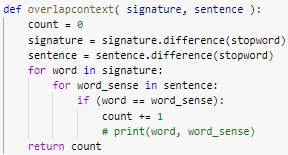 def overlapcontext( signature, sentence ):
    count = 0
    signature = signature.difference(stopword)
    sentence = sentence.difference(stopword)
    for word in signature:
        for word_sense in sentence:
            if (word == word_sense):
                count += 1
                # print(word, word_sense)
    return count